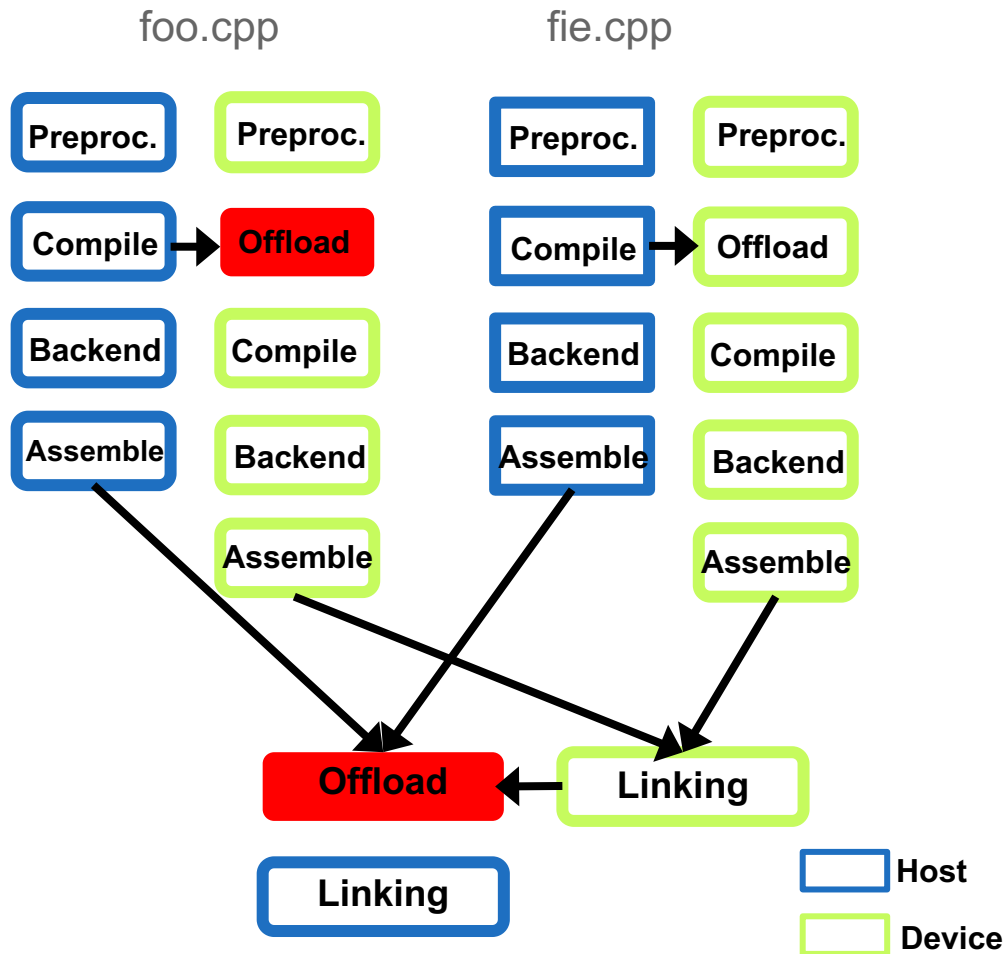 foo.cpp
fie.cpp
Preproc.
Preproc.
Preproc.
Preproc.
Compile
Offload
Compile
Offload
Backend
Compile
Backend
Compile
Assemble
Backend
Assemble
Backend
Assemble
Assemble
Offload
Linking
Linking
Host
Device